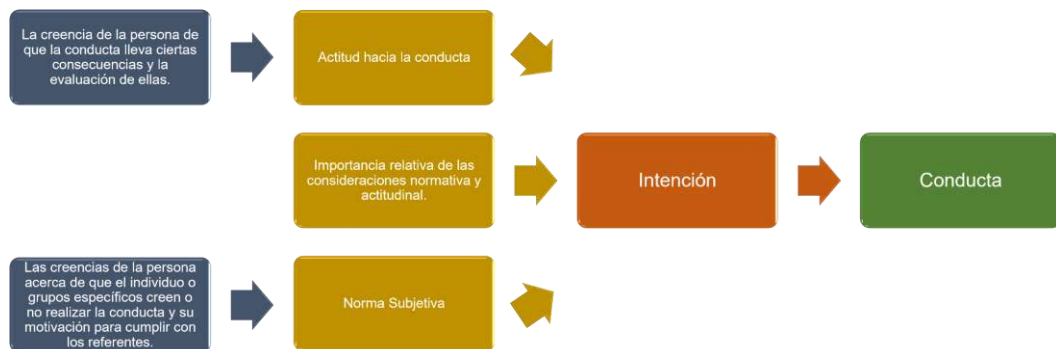 La creencia de la persona de
que la conducta lleva ciertas
consecuencias y la
evaluación de ellas.
Actitud hacia la conducta
Importancia relativa de las
consideraciones normativa y
actitudinal.
Intención
Conducta
Las creencias de la persona
acerca de que el individuo o
grupos específicos creen o
no realizar la conducta y su
motivación para cumplir con
los referentes.
Norma Subjetiva